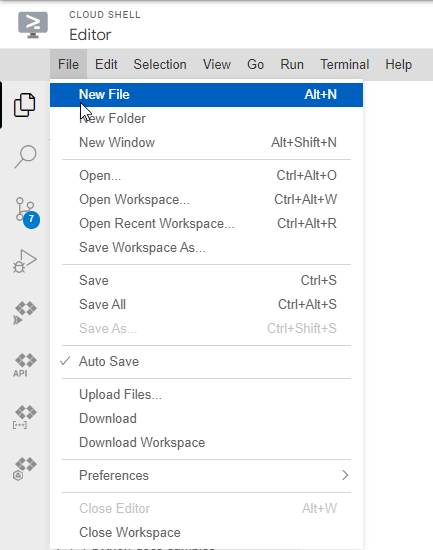 CLOUD SHELL
Editor
File Edit Selection View Go Run Terminal Help
New File Alt+N
New Folder
New Window Alt+Shift+N
Open... Ctrl+Alt+O
Open Workspace... Ctrl+Alt+W
Open Recent Workspace... Ctrl+Alt+R
Save Workspace As...
Save Ctrl+S
Save All Ctrl+Alt+S
Save As... Ctrl+Shift+S
Auto Save
Upload Files...
Download
Download Workspace
Preferences
Close Editor Alt+W
Close Workspace
7
API